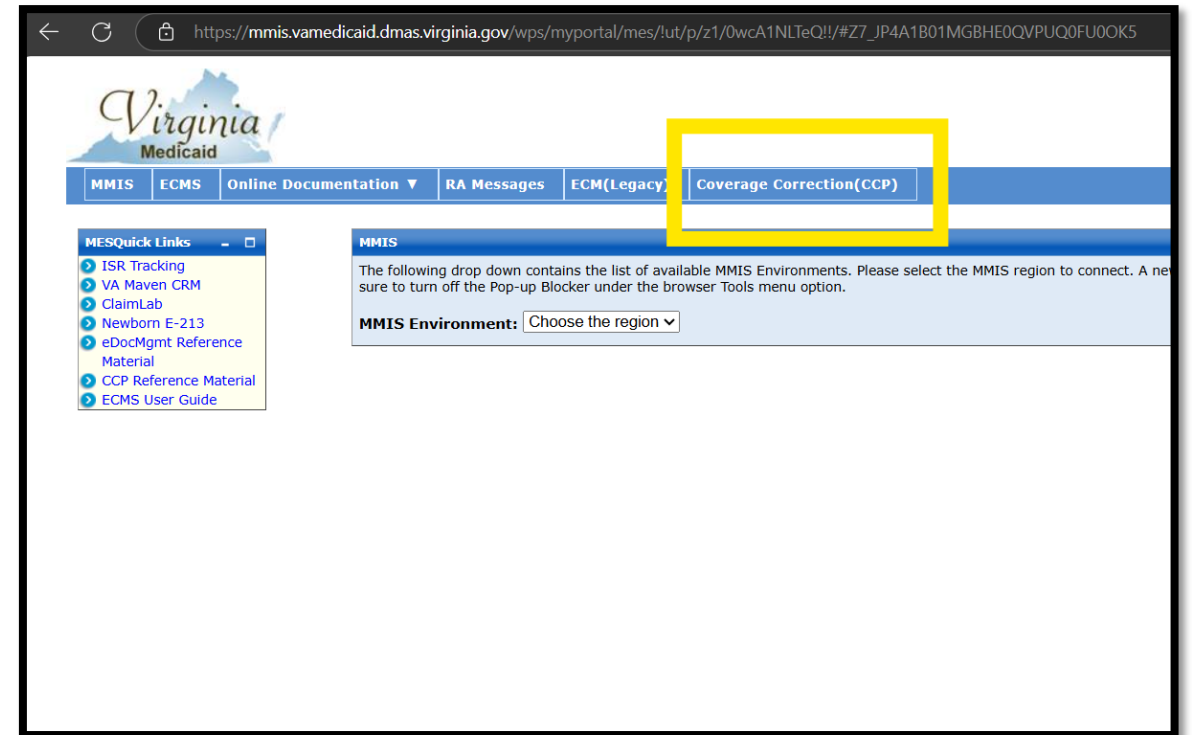 https://mmis.vamedicaid.dmas.virginia.gov/wps/myportal/mes/!ut/p/z1/0wcA1NLTeQ!!/#Z7_JP4A1B01MGBHE0QVPUQ0FU0OK5
Virginia
Medicaid
MMIS ECMS Online Documentation ▼ RA Messages ECM(Legacy) Coverage Correction(CCP)
MESQuick Links
ISR Tracking
VA Maven CRM
ClaimLab
Newborn E-213
eDocMgmt Reference
Material
CCP Reference Material
ECMS User Guide
MMIS
The following drop down contains the list of available MMIS Environments. Please select the MMIS region to connect. A
sure to turn off the Pop-up Blocker under the browser Tools menu option.
MMIS Environment: Choose the region